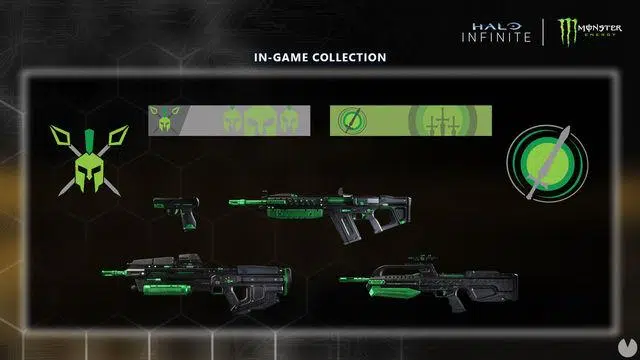 HALO
INFINITE
MONSTER
ENERGY
IN-GAME COLLECTION